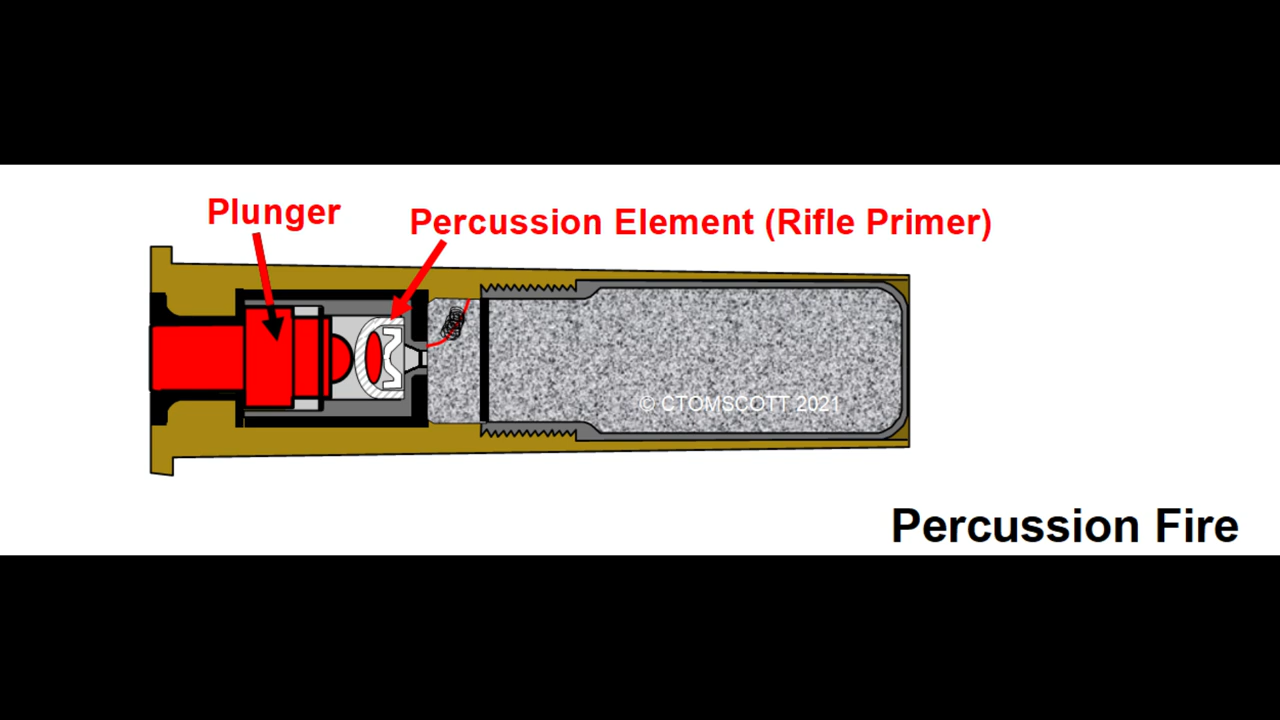 Plunger
Percussion Element (Rifle Primer)
© CTOMSCOTT 2021
Percussion Fire